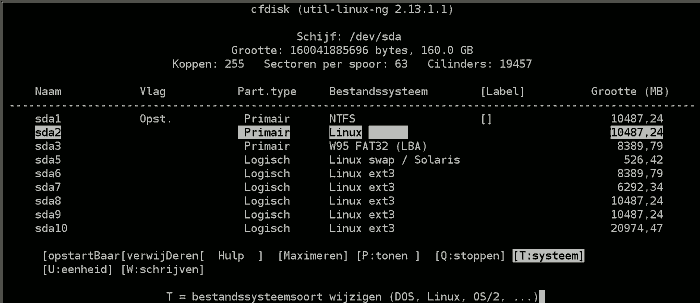 cfdisk (util-linux-ng 2.13.1.1)
Schijf: /dev/sda
Grootte: 160041885696 bytes, 160.0 GB
Koppen: 255 Sectoren per spoor: 63 Cilinders: 19457
Naam Vlag Part.type Bestandssysteem [Label] Grootte (MB)
sda1 Opst. Primair NTFS [] 10487,24
sda2 Primair Linux 10487,24
sda3 Primair W95 FAT32 (LBA) 8389,79
sda5 Logisch Linux swap / Solaris 526,42
sda6 Logisch Linux ext3 8389,79
sda7 Logisch Linux ext3 6292,34
sda8 Logisch Linux ext3 10487,24
sda9 Logisch Linux ext3 10487,24
sda10 Logisch Linux ext3 20974,47
[opstartBaar[verwijDeren[ Hulp ] [Maximeren] [P:tonen ] [Q:stoppen] [T:systeem]
[U:eenheid] [W:schrijven]
T = bestandssysteemsoort wijzigen (DOS, Linux, OS/2, ...)